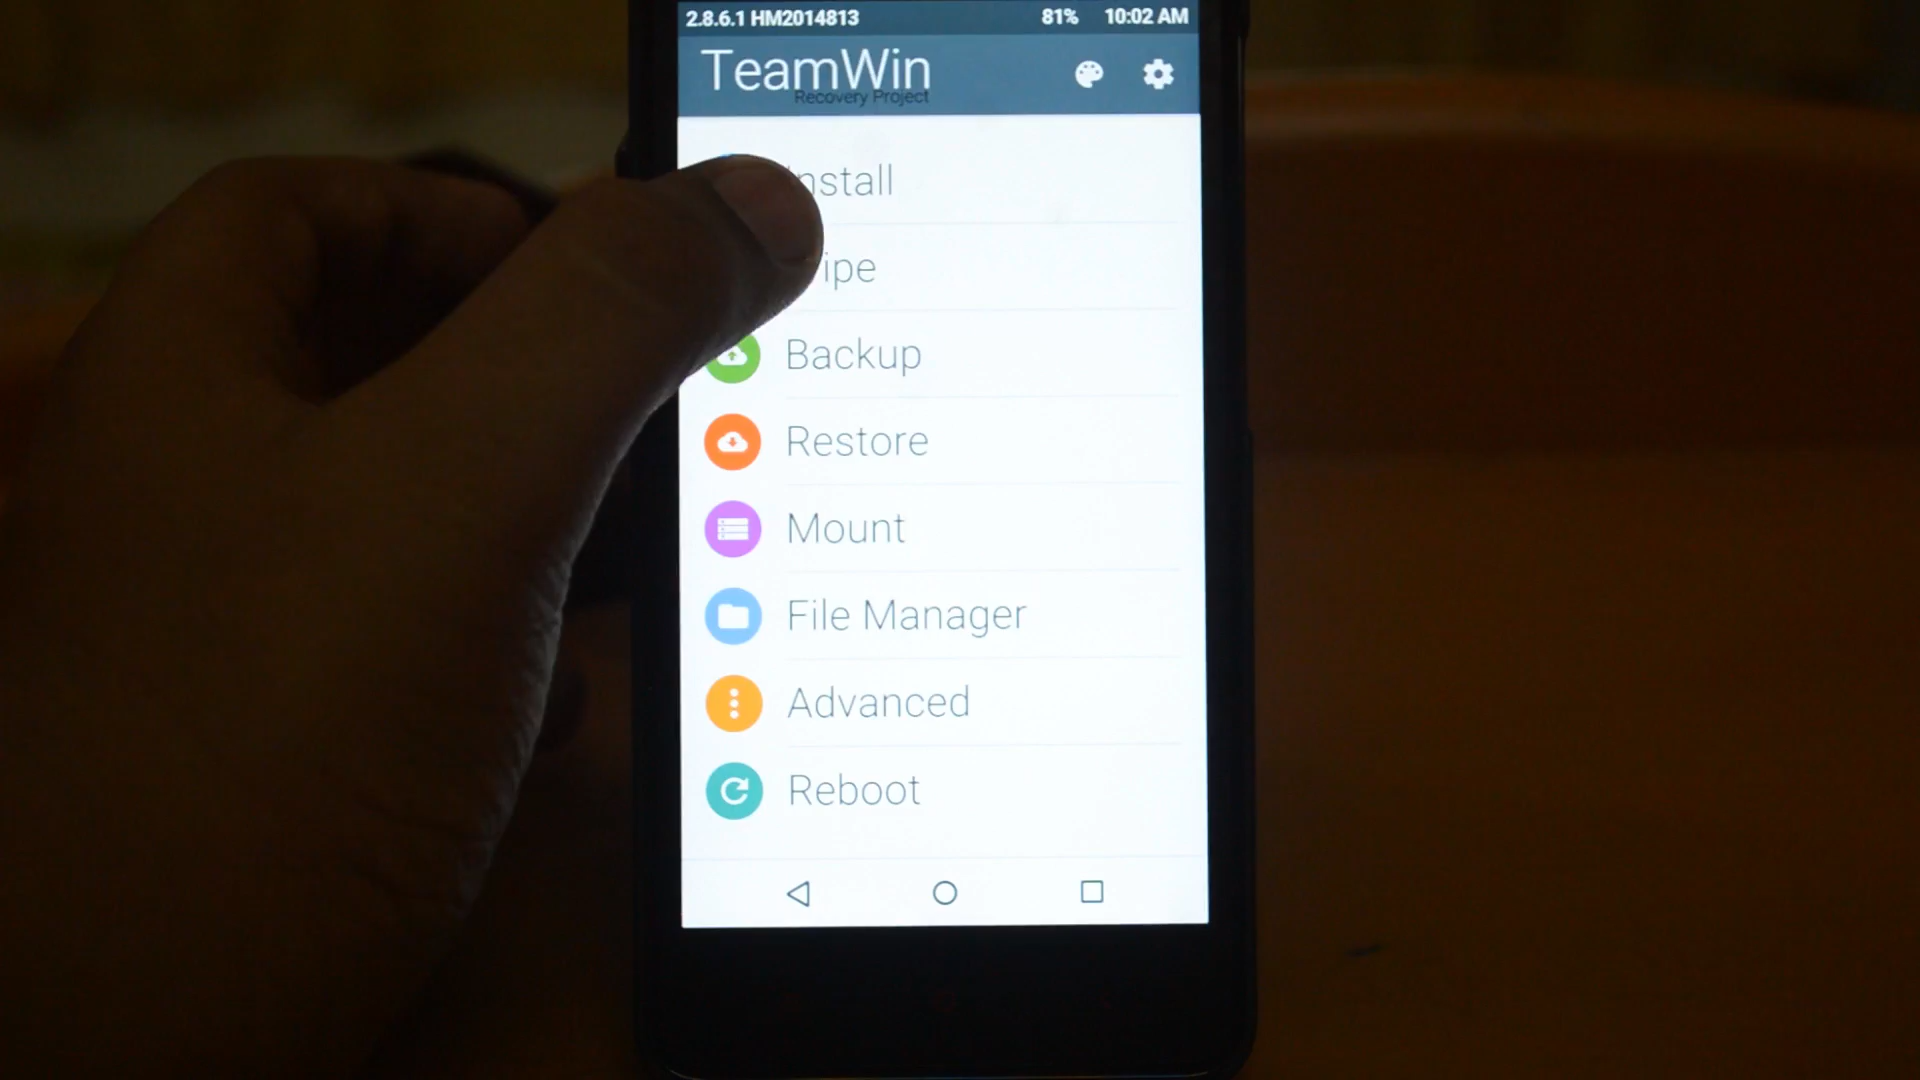 2.8.6.1 HM2014813 81% 10:02 AM
TeamWin
Recovery Project
nstall
ipe
Backup
Restore
Mount
File Manager
Advanced
Reboot